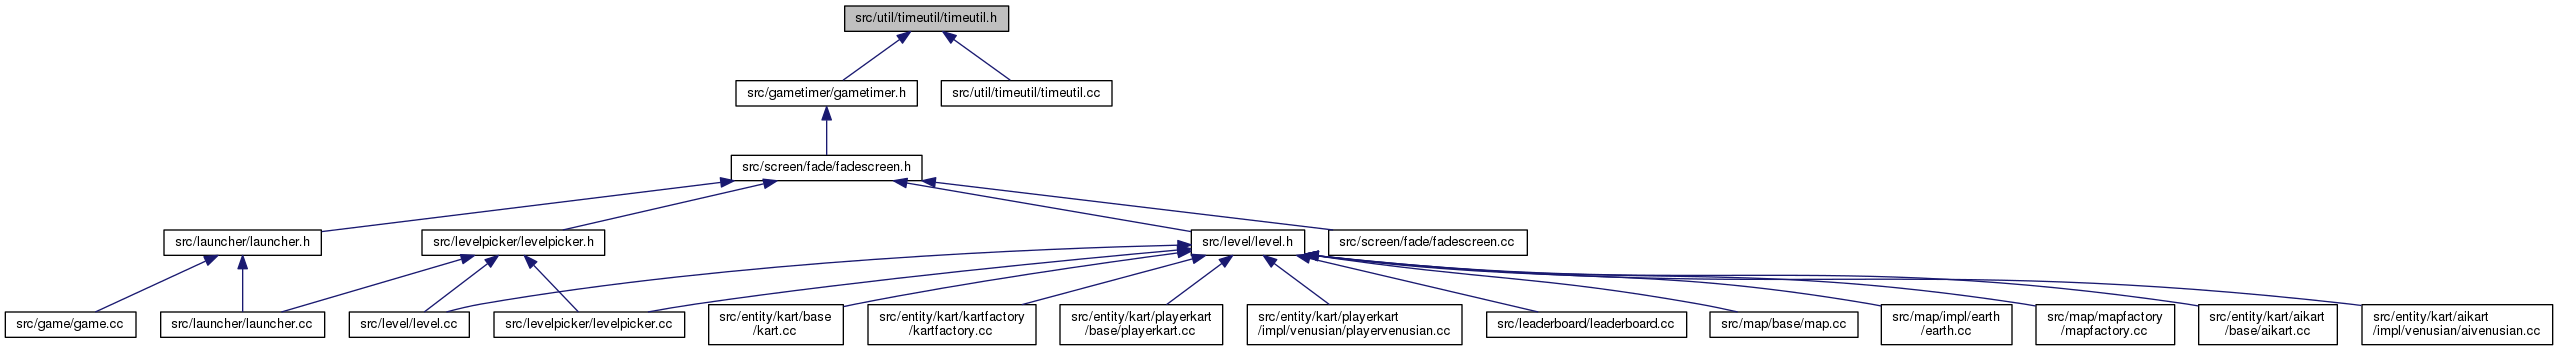 src/util/timeutil/timeutil.h
src/gametimer/gametimer.h
src/util/timeutil/timeutil.cc
src/screen/fade/fadescreen.h
src/launcher/launcher.h
src/levelpicker/levelpicker.h
src/level/level.h
src/screen/fade/fadescreen.cc
src/game/game.cc
src/launcher/launcher.cc
src/level/level.cc
src/levelpicker/levelpicker.cc
src/entity/kart/base
/kart.cc
src/entity/kart/kartfactory
/kartfactory.cc
src/entity/kart/playerkart
/base/playerkart.cc
src/entity/kart/playerkart
/impl/venusian/playervenusian.cc
src/leaderboard/leaderboard.cc
src/map/base/map.cc
src/map/impl/earth
/earth.cc
src/map/mapfactory
/mapfactory.cc
src/entity/kart/aikart
/base/aikart.cc
src/entity/kart/aikart
/impl/venusian/aivenusian.cc